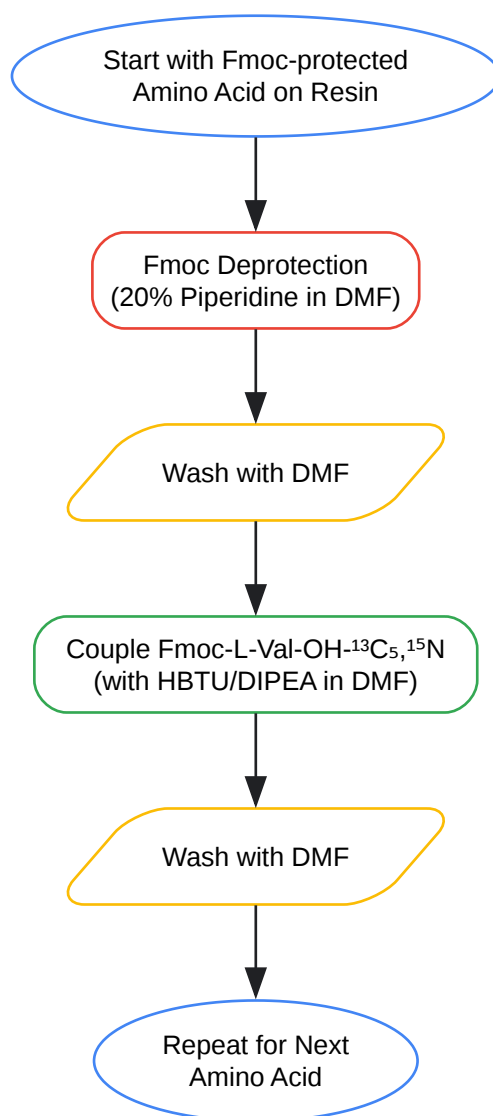 Start with Fmoc-protected
Amino Acid on Resin
Fmoc Deprotection
(20% Piperidine in DMF)
Wash with DMF
Couple Fmoc-L-Val-OH-¹³C₅,¹⁵N
(with HBTU/DIPEA in DMF)
Wash with DMF
Repeat for Next
Amino Acid